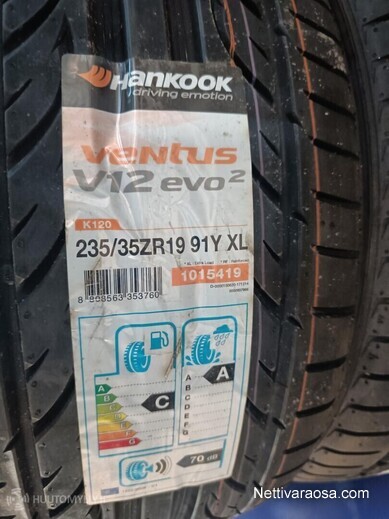 HANKOOK
driving emotion
Ventus
V12 evo²
K120
235/35ZR19 91Y XL
1015419
8 808563 353760
A
B
C
D
E
F
G
C
A
B
C
D
E
F
G
A
70 dB
HUUTOMYLLY
Nettivaraosa.com